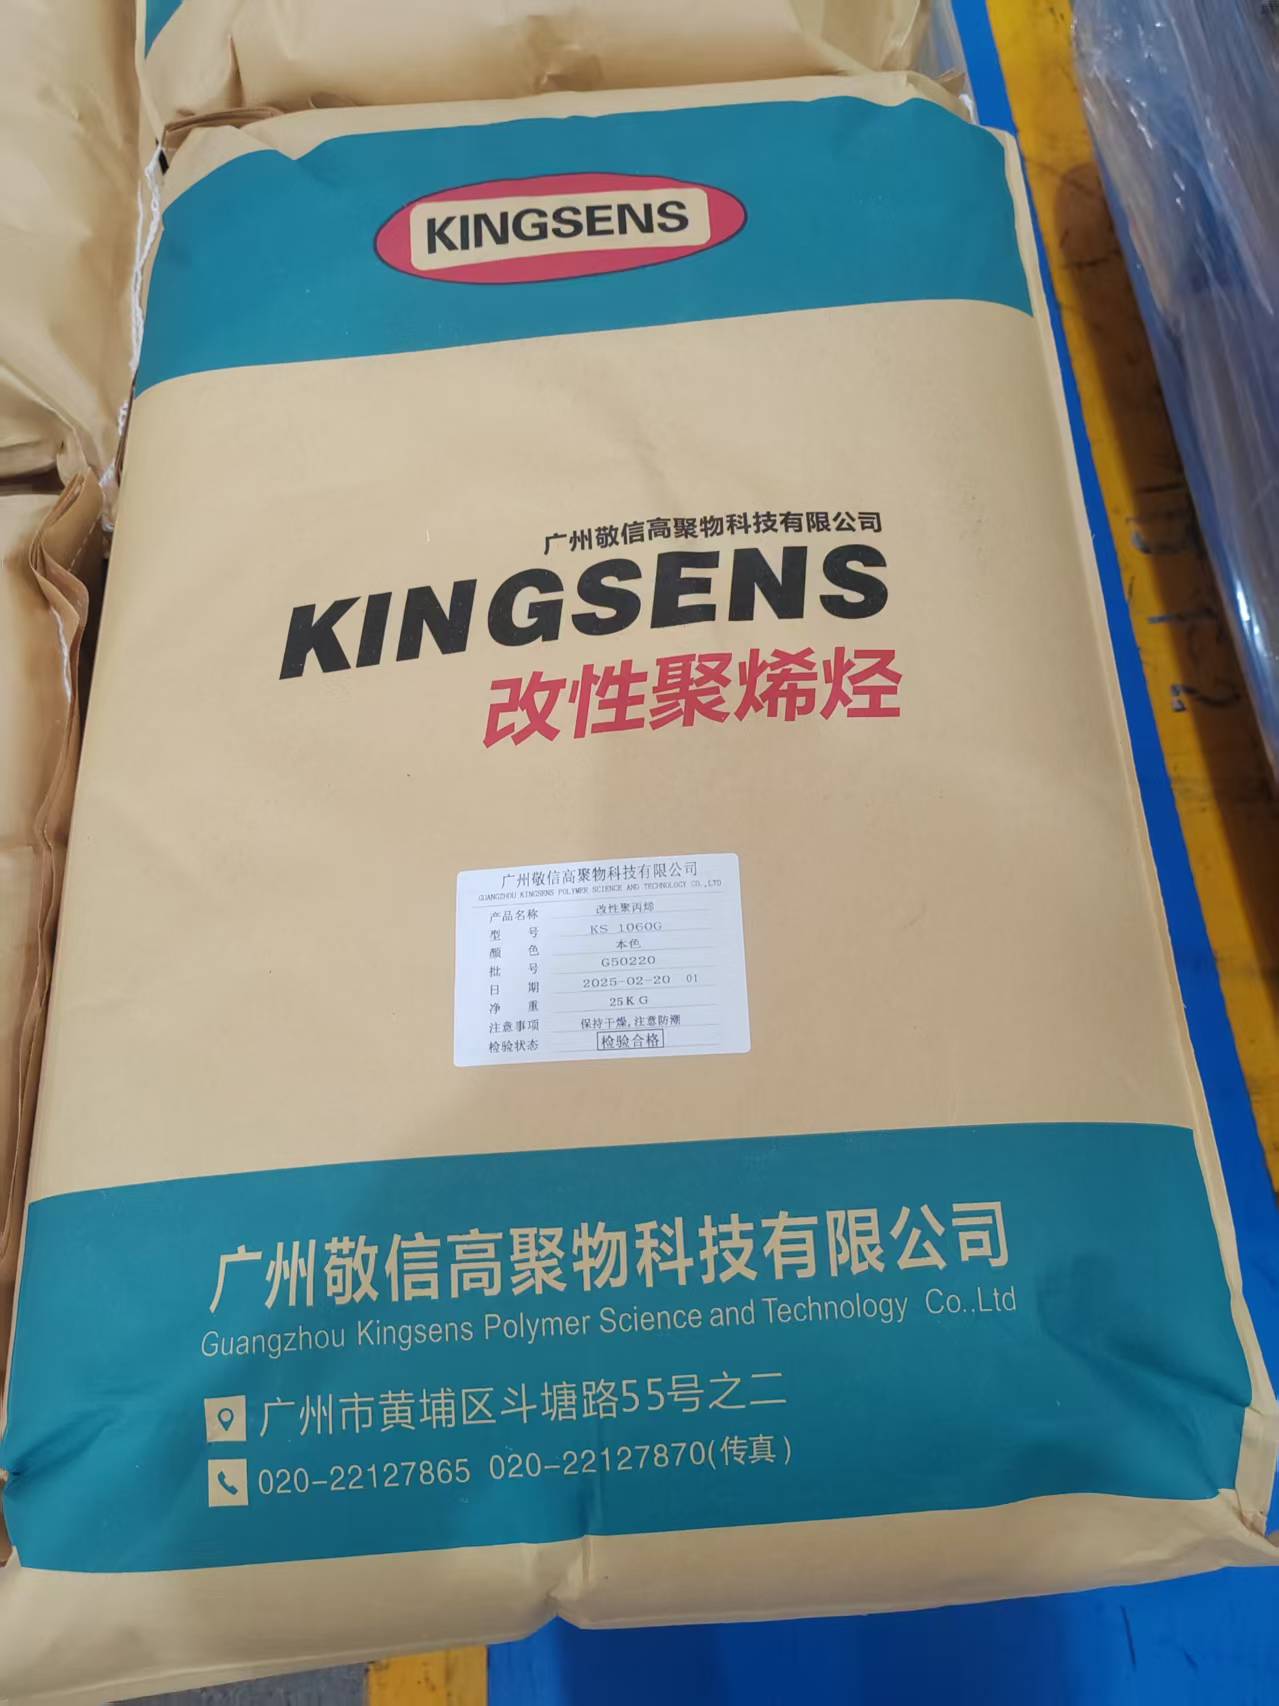 KINGSENS
广州敬信高聚物科技有限公司
KINGSENS
改性聚烯烃
广州敬信高聚物科技有限公司
GUANGZHOU KINGSENS POLYMER SCIENCE AND TECHNOLOGY CO.,LTD
产品名称 改性聚丙烯
型号 KS 1060G
颜色 本色
批号 G50220
日期 2025-02-20 01
净重 25KG
注意事项 保持干燥,注意防潮
检验状态 检验合格
广州敬信高聚物科技有限公司
Guangzhou Kingsens Polymer Science and Technology Co.,Ltd
广州市黄埔区斗塘路55号之二
020-22127865 020-22127870(传真)